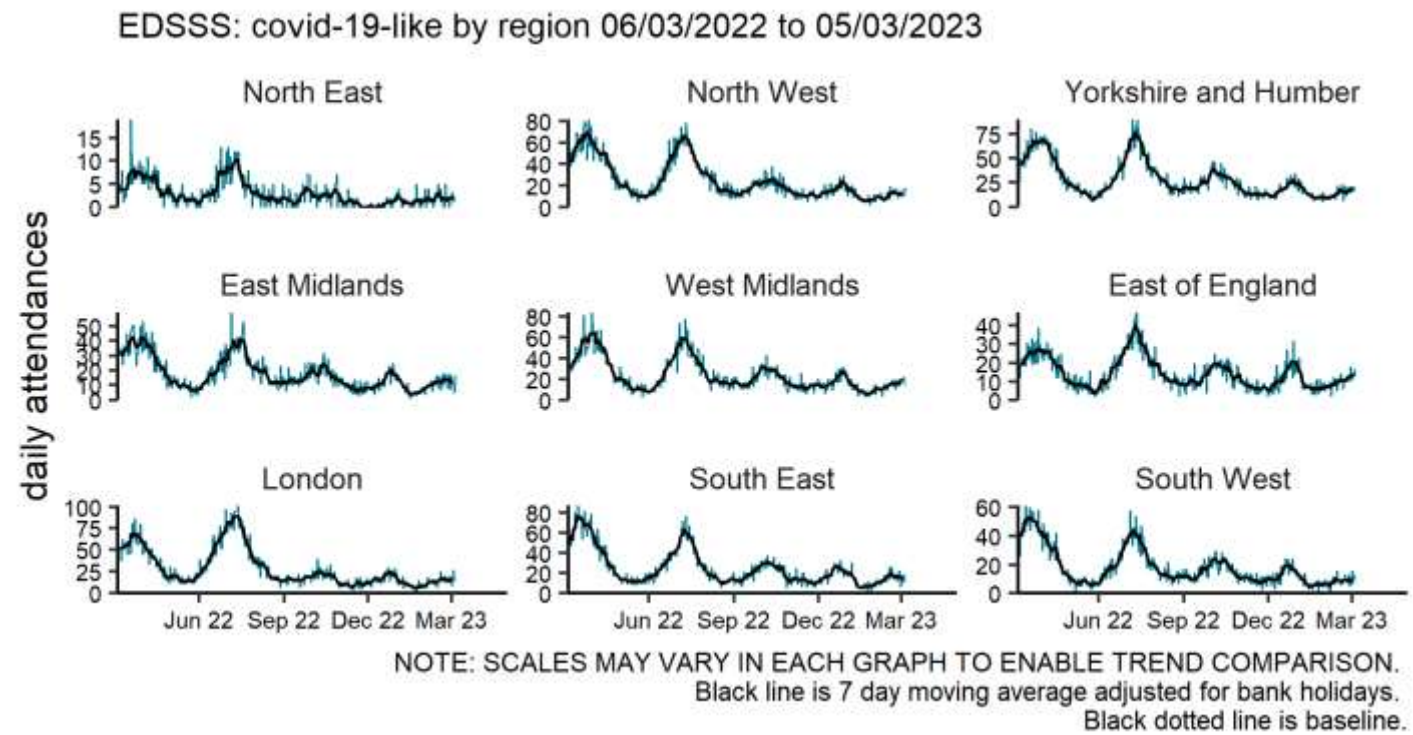 EDSSS: covid-19-like by region 06/03/2022 to 05/03/2023
daily attendances
North East
15
10
5
0
North West
80
60
40
20
0
Yorkshire and Humber
75
50
25
0
East Midlands
50
40
30
20
10
0
West Midlands
80
60
40
20
0
East of England
40
30
20
10
0
London
100
75
50
25
0
Jun 22 Sep 22 Dec 22 Mar 23
South East
80
60
40
20
0
Jun 22 Sep 22 Dec 22 Mar 23
South West
60
40
20
0
Jun 22 Sep 22 Dec 22 Mar 23
NOTE: SCALES MAY VARY IN EACH GRAPH TO ENABLE TREND COMPARISON.
Black line is 7 day moving average adjusted for bank holidays.
Black dotted line is baseline.